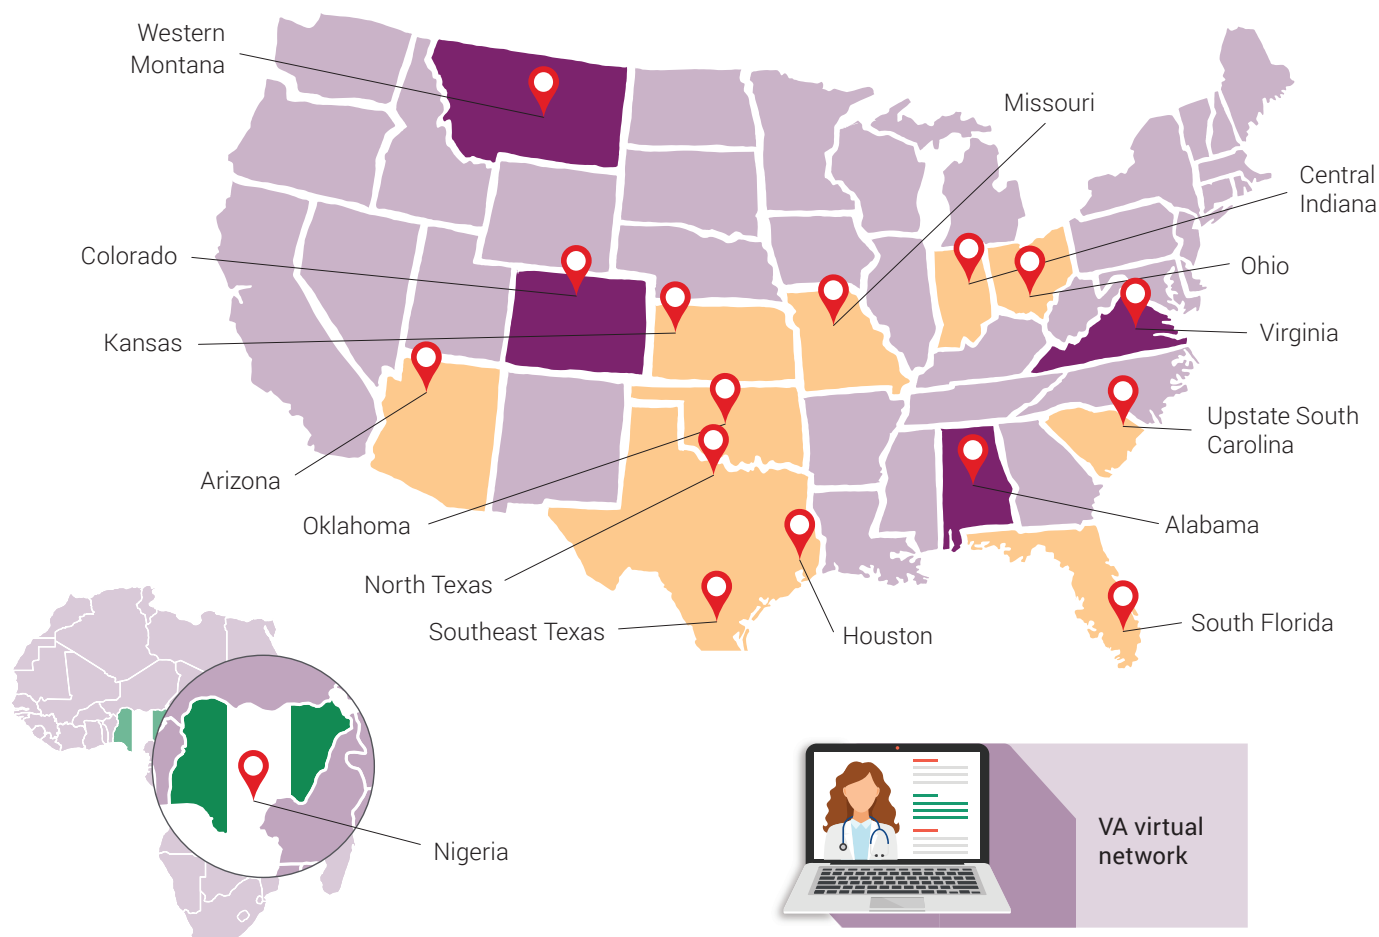 Western
Montana
Missouri
Central
Indiana
Colorado
Ohio
Kansas
Virginia
Upstate South
Carolina
Arizona
Oklahoma
Alabama
North Texas
Southeast Texas
Houston
South Florida
Nigeria
VA virtual
network